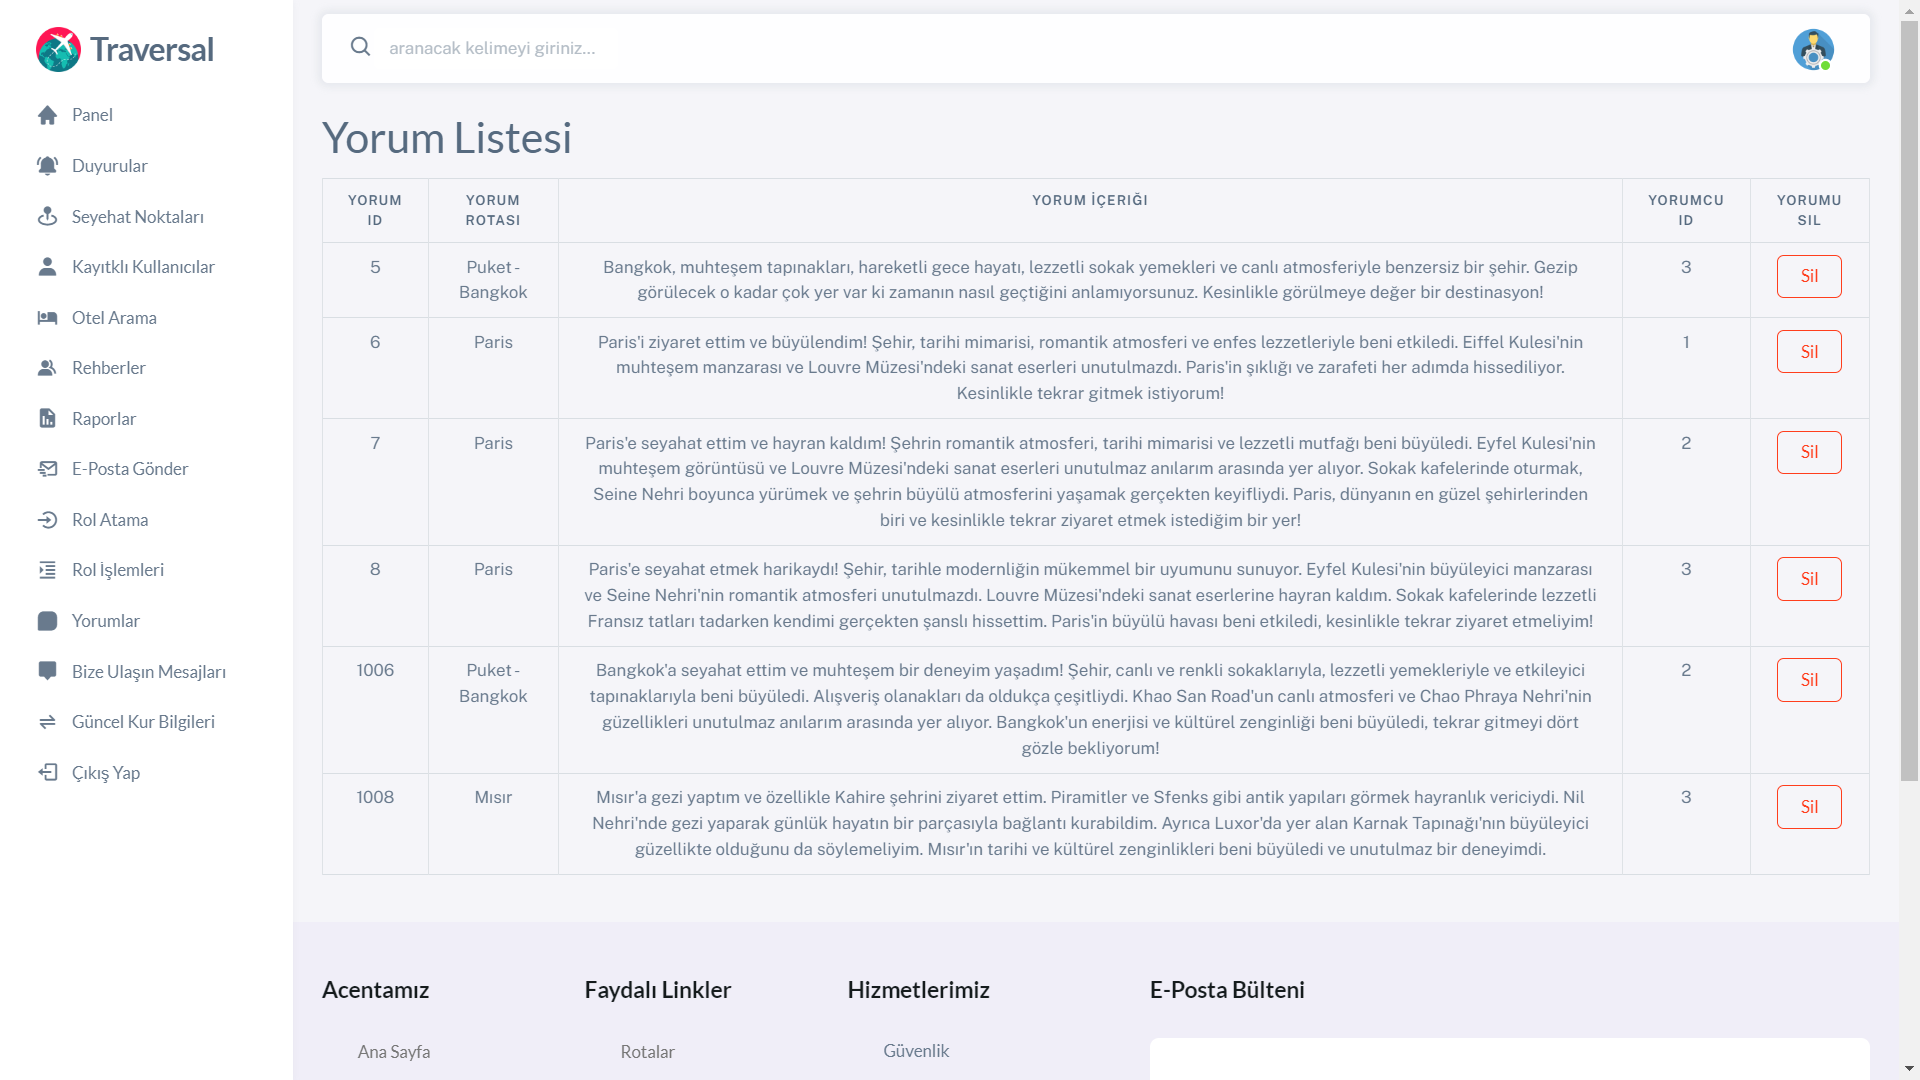 Traversal
Panel
Duyurular
Seyehat Noktaları
Kayıtklı Kullanıcılar
Otel Arama
Rehberler
Raporlar
E-Posta Gönder
Rol Atama
Rol İşlemleri
Yorumlar
Bize Ulaşın Mesajları
Güncel Kur Bilgileri
Çıkış Yap
aranacak kelimeyi giriniz...
Yorum Listesi
YORUM ID
YORUM ROTASI
YORUM İÇERIĞI
YORUMCU ID
YORUMU SIL
5
Puket - Bangkok
Bangkok, muhteşem tapınakları, hareketli gece hayatı, lezzetli sokak yemekleri ve canlı atmosferiyle benzersiz bir şehir. Gezip
görülecek o kadar çok yer var ki zamanın nasıl geçtiğini anlamıyorsunuz. Kesinlikle görülmeye değer bir destinasyon!
3
Sil
6
Paris
Paris'i ziyaret ettim ve büyülendim! Şehir, tarihi mimarisi, romantik atmosferi ve enfes lezzetleriyle beni etkiledi. Eiffel Kulesi'nin
muhteşem manzarası ve Louvre Müzesi'ndeki sanat eserleri unutulmazdı. Paris'in şıklığı ve zarafeti her adımda hissediliyor.
Kesinlikle tekrar gitmek istiyorum!
1
Sil
7
Paris
Paris'e seyahat ettim ve hayran kaldım! Şehrin romantik atmosferi, tarihi mimarisi ve lezzetli mutfağı beni büyüledi. Eyfel Kulesi'nin
muhteşem görüntüsü ve Louvre Müzesi'ndeki sanat eserleri unutulmaz anılarım arasında yer alıyor. Sokak kafelerinde oturmak,
Seine Nehri boyunca yürümek ve şehrin büyülü atmosferini yaşamak gerçekten keyifliydi. Paris, dünyanın en güzel şehirlerinden
biri ve kesinlikle tekrar ziyaret etmek istediğim bir yer!
2
Sil
8
Paris
Paris'e seyahat etmek harikaydı! Şehir, tarihle modernliğin mükemmel bir uyumunu sunuyor. Eyfel Kulesi'nin büyüleyici manzarası
ve Seine Nehri'nin romantik atmosferi unutulmazdı. Louvre Müzesi'ndeki sanat eserlerine hayran kaldım. Sokak kafelerinde lezzetli
Fransız tatları tadarken kendimi gerçekten şanslı hissettim. Paris'in büyülü havası beni etkiledi, kesinlikle tekrar ziyaret etmeliyim!
3
Sil
1006
Puket - Bangkok
Bangkok'a seyahat ettim ve muhteşem bir deneyim yaşadım! Şehir, canlı ve renkli sokaklarıyla, lezzetli yemekleriyle ve etkileyici
tapınaklarıyla beni büyüledi. Alışveriş olanakları da oldukça çeşitliydi. Khao San Road'un canlı atmosferi ve Chao Phraya Nehri'nin
güzellikleri unutulmaz anılarım arasında yer alıyor. Bangkok'un enerjisi ve kültürel zenginliği beni büyüledi, tekrar gitmeyi dört
gözle bekliyorum!
2
Sil
1008
Mısır
Mısır'a gezi yaptım ve özellikle Kahire şehrini ziyaret ettim. Piramitler ve Sfenks gibi antik yapıları görmek hayranlık vericiydi. Nil
Nehri'nde gezi yaparak günlük hayatın bir parçasıyla bağlantı kurabildim. Ayrıca Luxor'da yer alan Karnak Tapınağı'nın büyüleyici
güzellikte olduğunu da söylemeliyim. Mısır'ın tarihi ve kültürel zenginlikleri beni büyüledi ve unutulmaz bir deneyimdi.
3
Sil
Acentamız
Faydalı Linkler
Hizmetlerimiz
E-Posta Bülteni
Ana Sayfa
Rotalar
Güvenlik